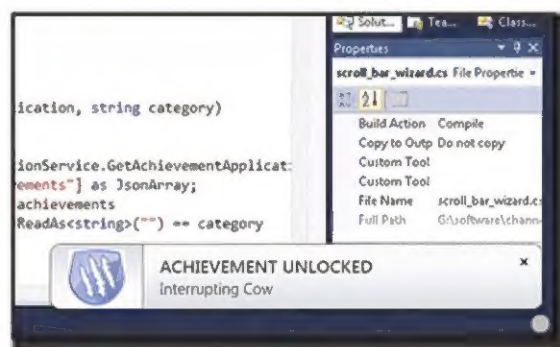 Solut... Tea... Class...
Properties
scroll_bar_wizard.cs File Propertie
Build Action Compile
Copy to Outp Do not copy
Custom Tool
Custom Tool
File Name scroll_bar_wizard.c
Full Path G:\software\chann
ication, string category)
ionService.GetAchievementApplicat
ements"] as JsonArray;
achievements
ReadAs<string>("") == category
ACHIEVEMENT UNLOCKED
Interrupting Cow